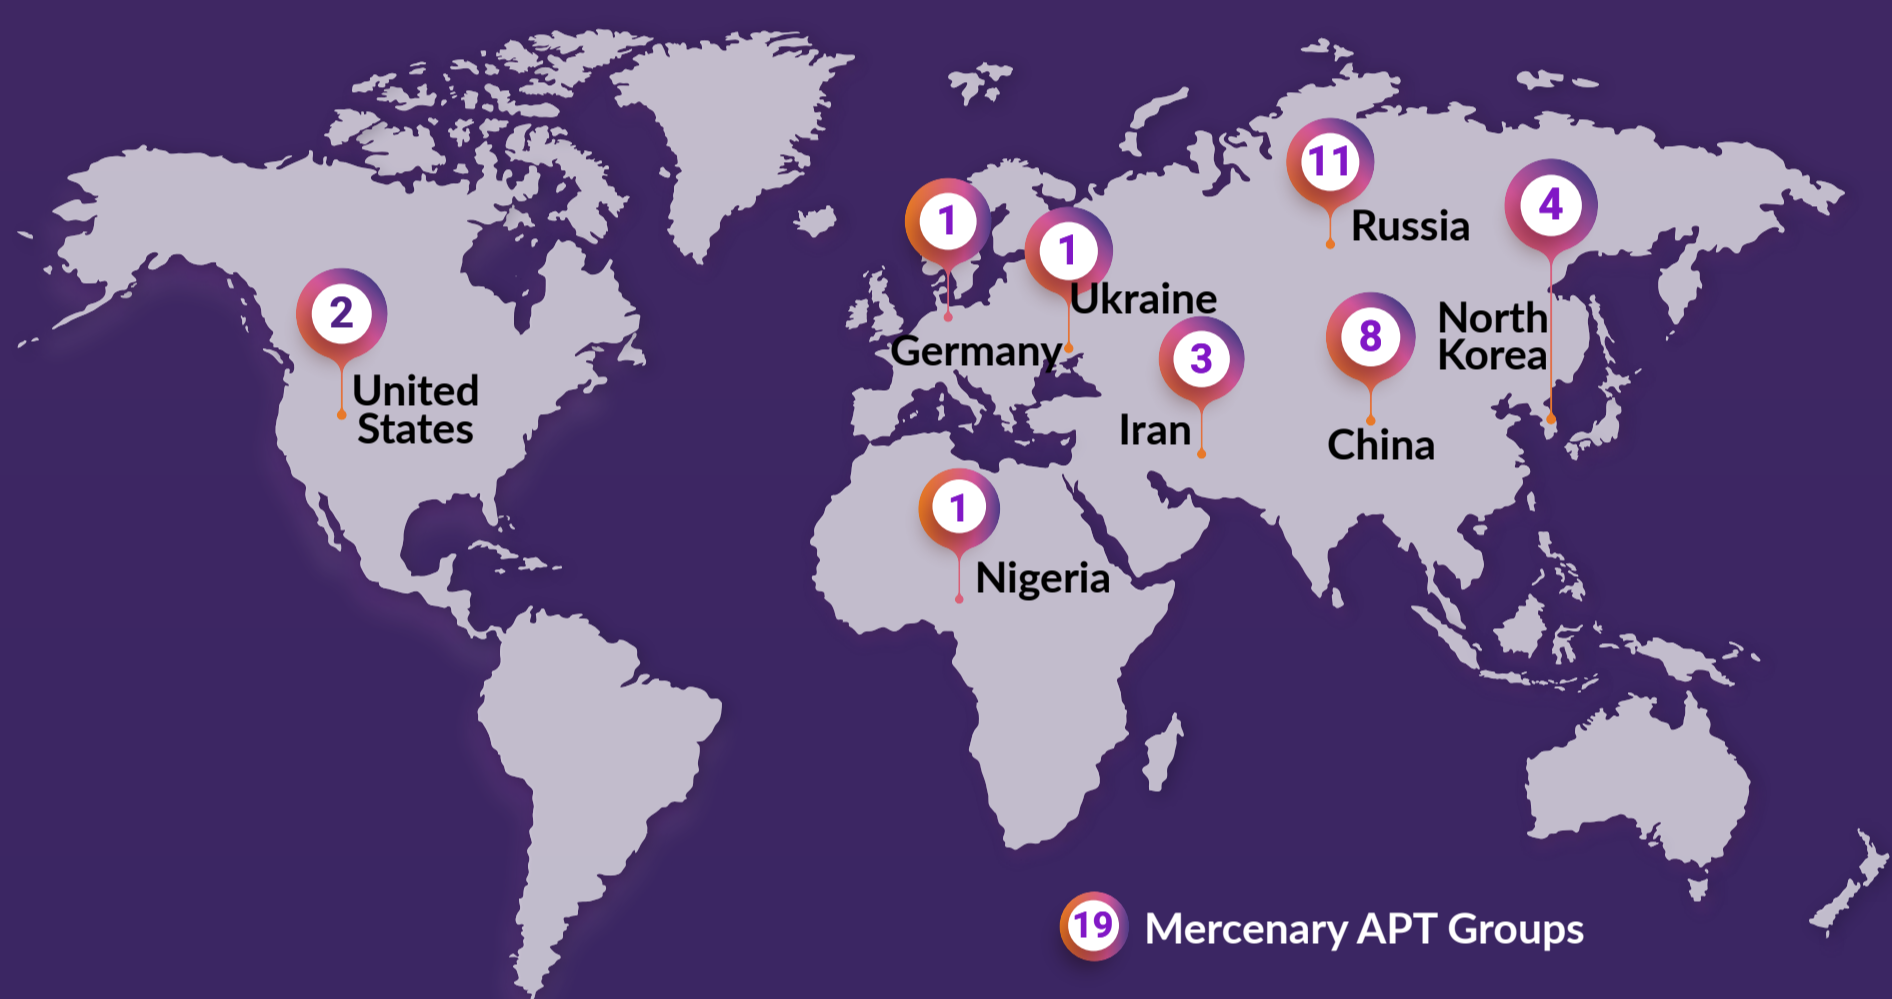 11
Russia
4
1
1
Ukraine
2
United
States
Germany
3
Iran
8
China
North
Korea
1
Nigeria
19 Mercenary APT Groups